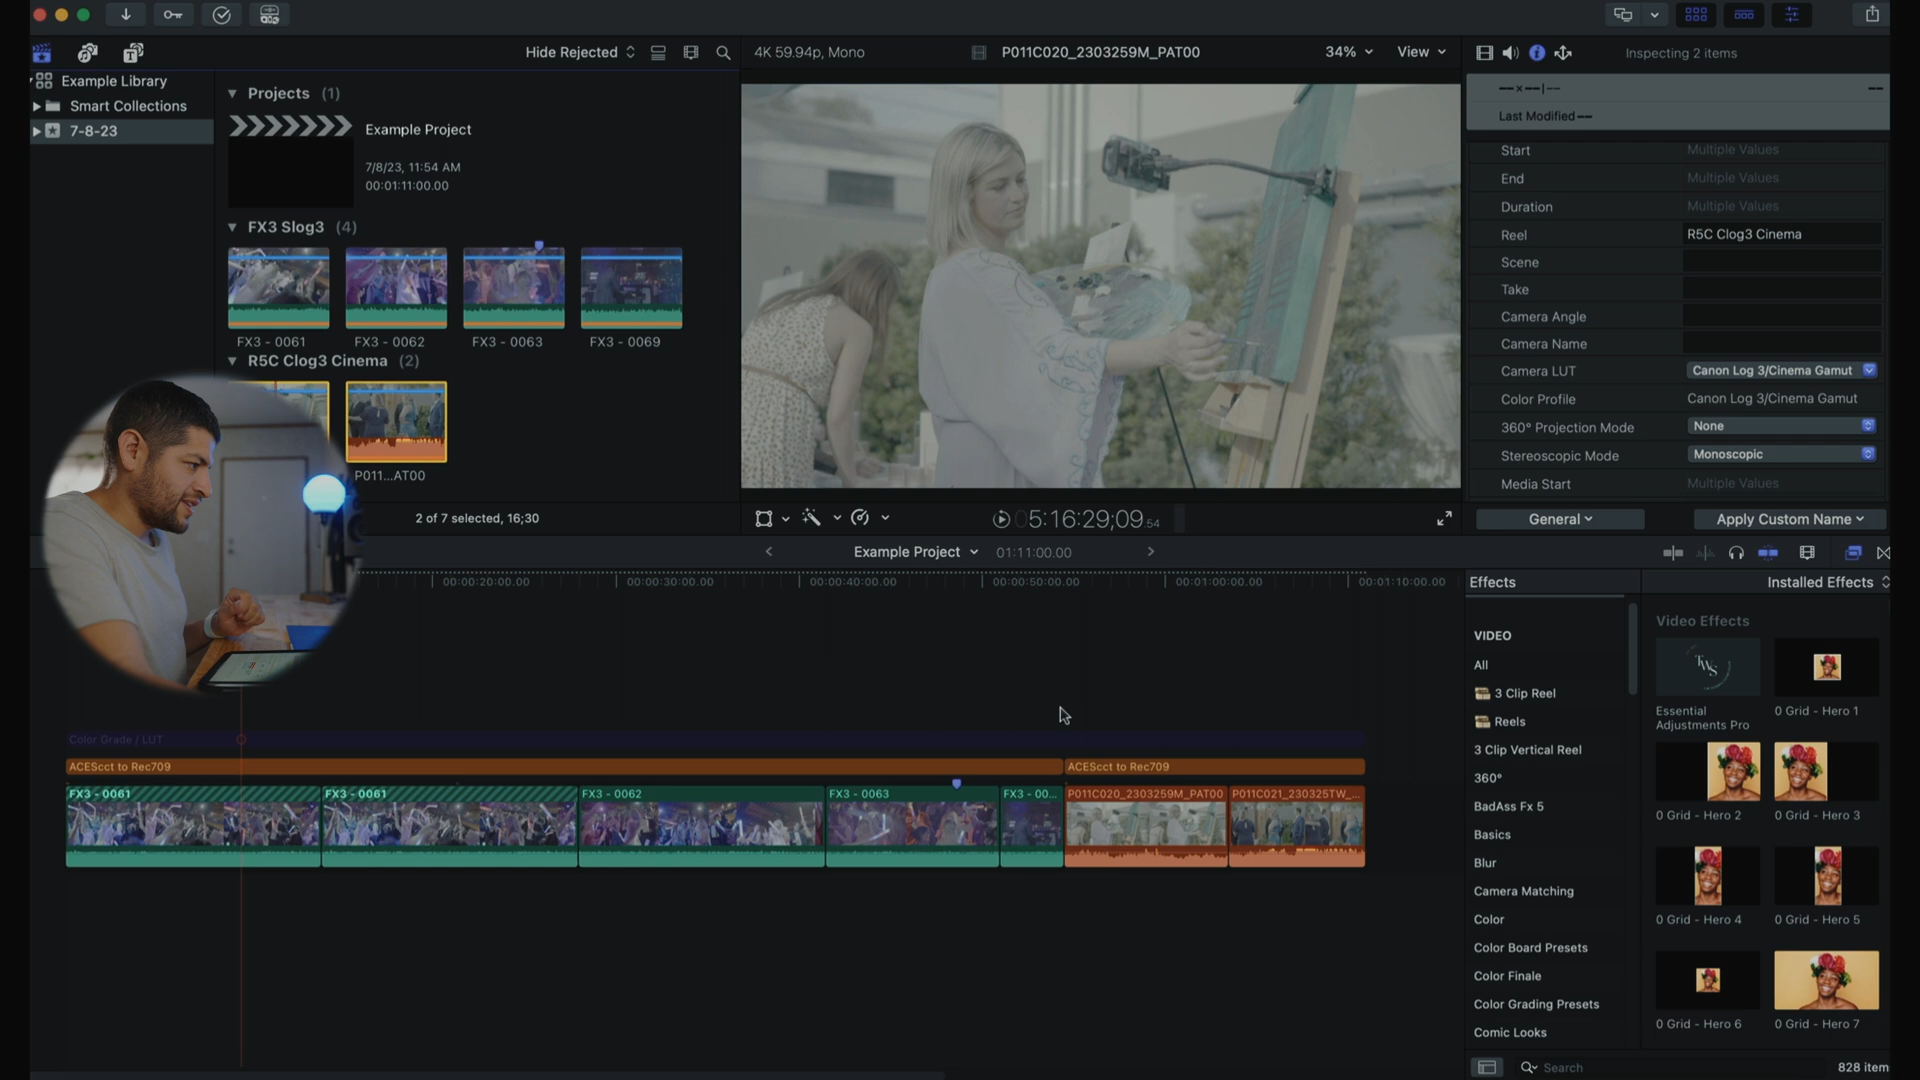 Hide Rejected
4K 59.94p, Mono
P011C020_2303259M_PAT00
34%
View
Inspecting 2 items
Example Library
Smart Collections
7-8-23
Projects (1)
Example Project
7/8/23, 11:54 AM
00:01:11:00.00
FX3 Slog3 (4)
FX3 - 0061
FX3 - 0062
FX3 - 0063
FX3 - 0069
R5C Clog3 Cinema (2)
P011...AT00
2 of 7 selected, 16;30
05:16:29;09.54
Last Modified --
Start Multiple Values
End Multiple Values
Duration Multiple Values
Reel R5C Clog3 Cinema
Scene
Take
Camera Angle
Camera Name
Camera LUT Canon Log 3/Cinema Gamut
Color Profile Canon Log 3/Cinema Gamut
360° Projection Mode None
Stereoscopic Mode Monoscopic
Media Start Multiple Values
General
Apply Custom Name
Example Project
01:11:00.00
00:00:20:00.00
00:00:30:00.00
00:00:40:00.00
00:00:50:00.00
00:01:00:00.00
00:01:10:00.00
Color Grade / LUT
ACEScct to Rec709
ACEScct to Rec709
FX3 - 0061
FX3 - 0061
FX3 - 0062
FX3 - 0063
FX3 - 00...
P011C020_2303259M_PAT00
P011C021_230325TW_...
Effects
Installed Effects
VIDEO
All
3 Clip Reel
Reels
3 Clip Vertical Reel
360°
BadAss Fx 5
Basics
Blur
Camera Matching
Color
Color Board Presets
Color Finale
Color Grading Presets
Comic Looks
Video Effects
TWS
Essential
Adjustments Pro
0 Grid - Hero 1
0 Grid - Hero 2
0 Grid - Hero 3
0 Grid - Hero 4
0 Grid - Hero 5
0 Grid - Hero 6
0 Grid - Hero 7
Search
828 item